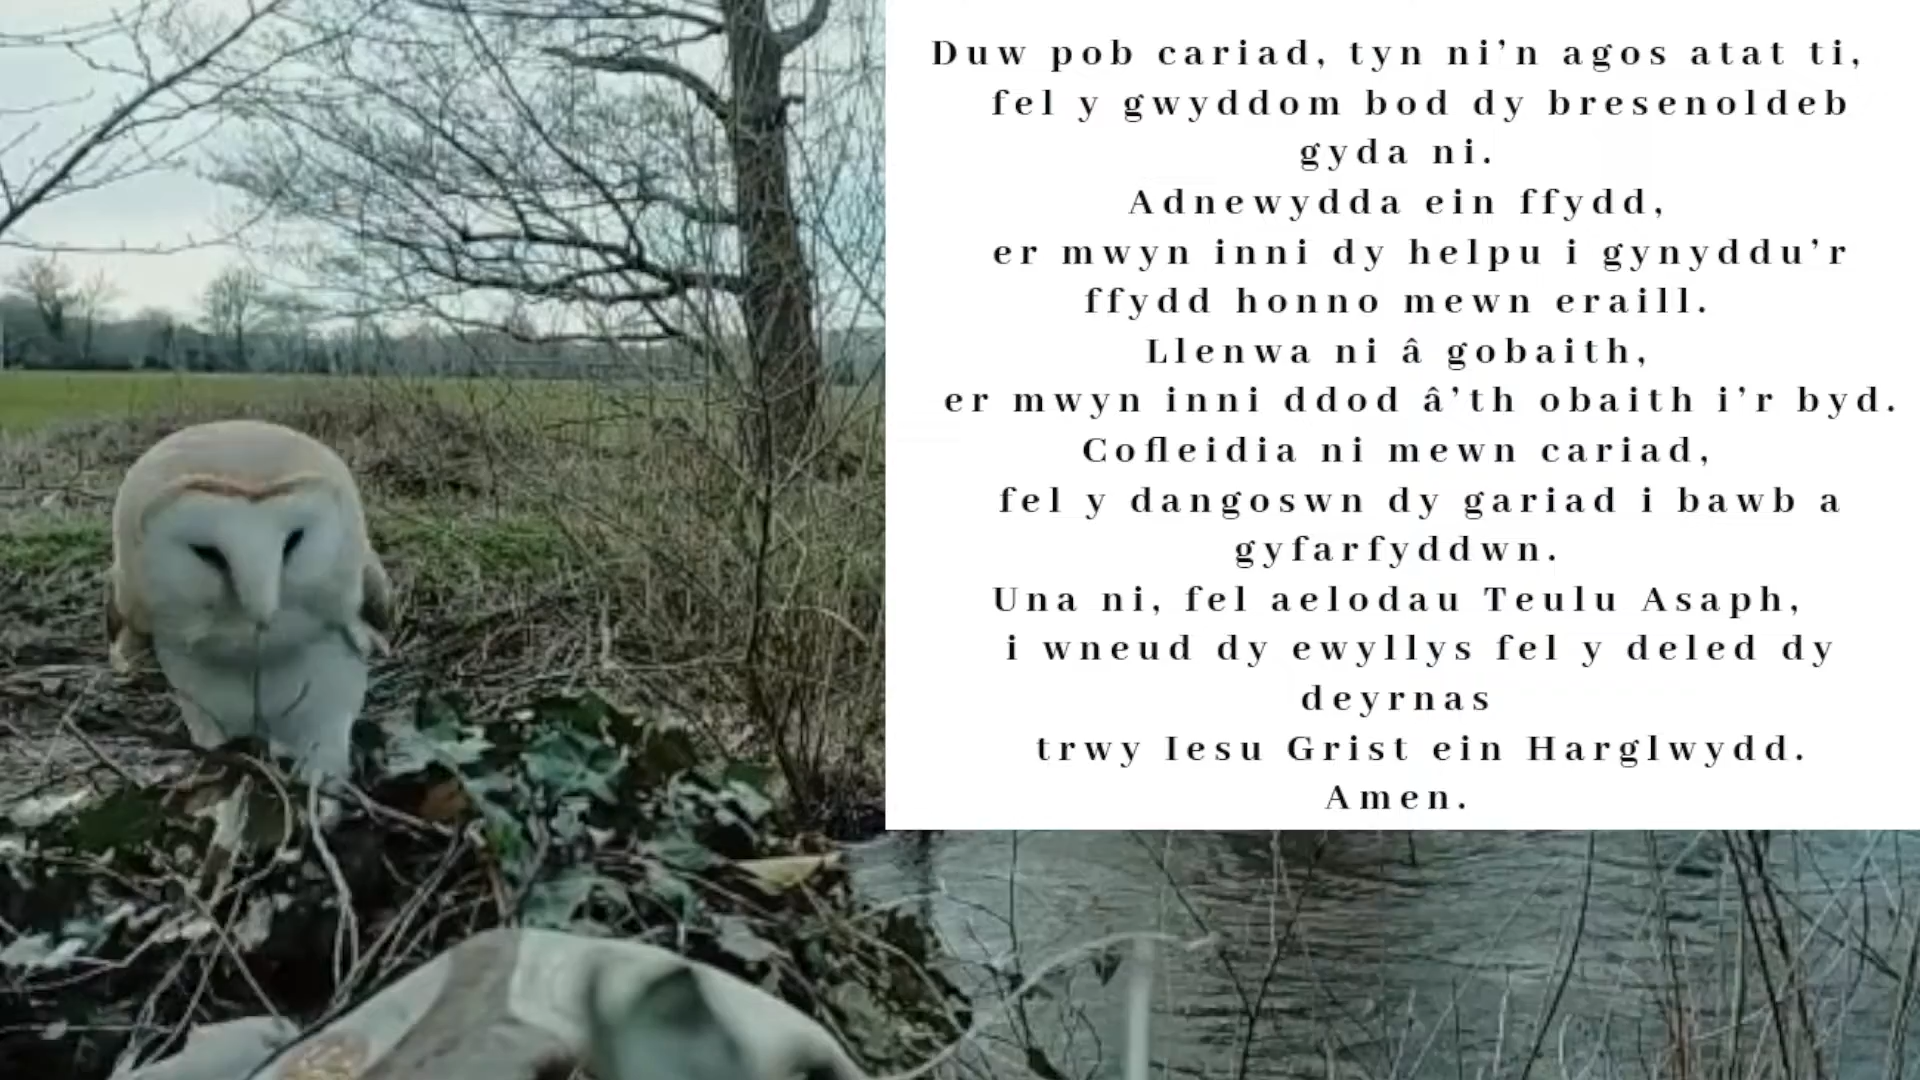 Duw pob cariad, tyn ni’n agos atat ti,
fel y gwyddom bod dy bresenoldeb
gyda ni.
Adnewydda ein ffydd,
er mwyn inni dy helpu i gynyddu’r
ffydd honno mewn eraill.
Llenwa ni â gobaith,
er mwyn inni ddod â’th obaith i’r byd.
Cofleidia ni mewn cariad,
fel y dangoswn dy gariad i bawb a
gyfarfyddwn.
Una ni, fel aelodau Teulu Asaph,
i wneud dy ewyllys fel y deled dy
deyrnas
trwy Iesu Grist ein Harglwydd.
Amen.